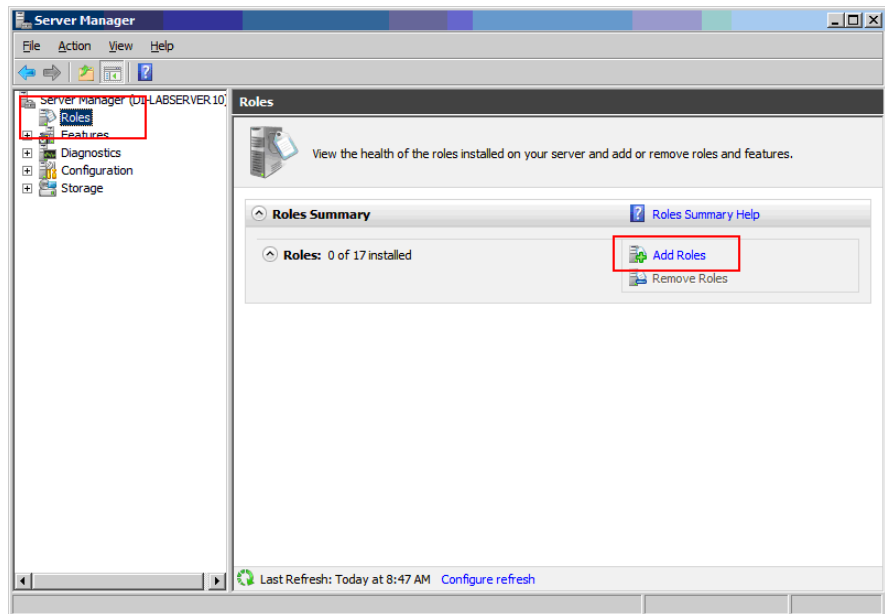 Server Manager
File Action View Help
Server Manager (DI-LABSERVER10)
Roles
Roles
Features
Diagnostics
Configuration
Storage
View the health of the roles installed on your server and add or remove roles and features.
Roles Summary
Roles Summary Help
Roles: 0 of 17 installed
Add Roles
Remove Roles
Last Refresh: Today at 8:47 AM Configure refresh